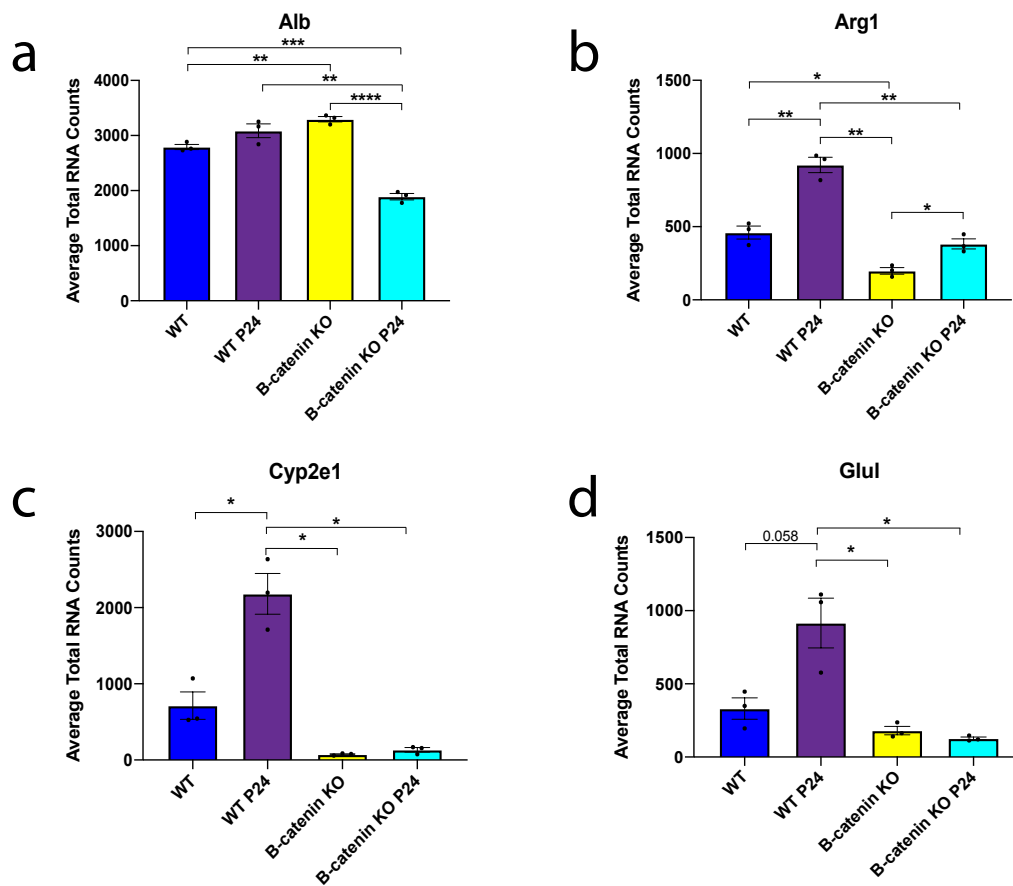 a
Alb
Average Total RNA Counts
4000
3000
2000
1000
0
***
**
**
****
WT
WT P24
B-catenin KO
B-catenin KO P24
b
Arg1
Average Total RNA Counts
1500
1000
500
0
*
**
**
**
*
WT
WT P24
B-catenin KO
B-catenin KO P24
c
Cyp2e1
Average Total RNA Counts
3000
2000
1000
0
*
*
*
WT
WT P24
B-catenin KO
B-catenin KO P24
d
Glul
Average Total RNA Counts
1500
1000
500
0
*
0.058
*
WT
WT P24
B-catenin KO
B-catenin KO P24